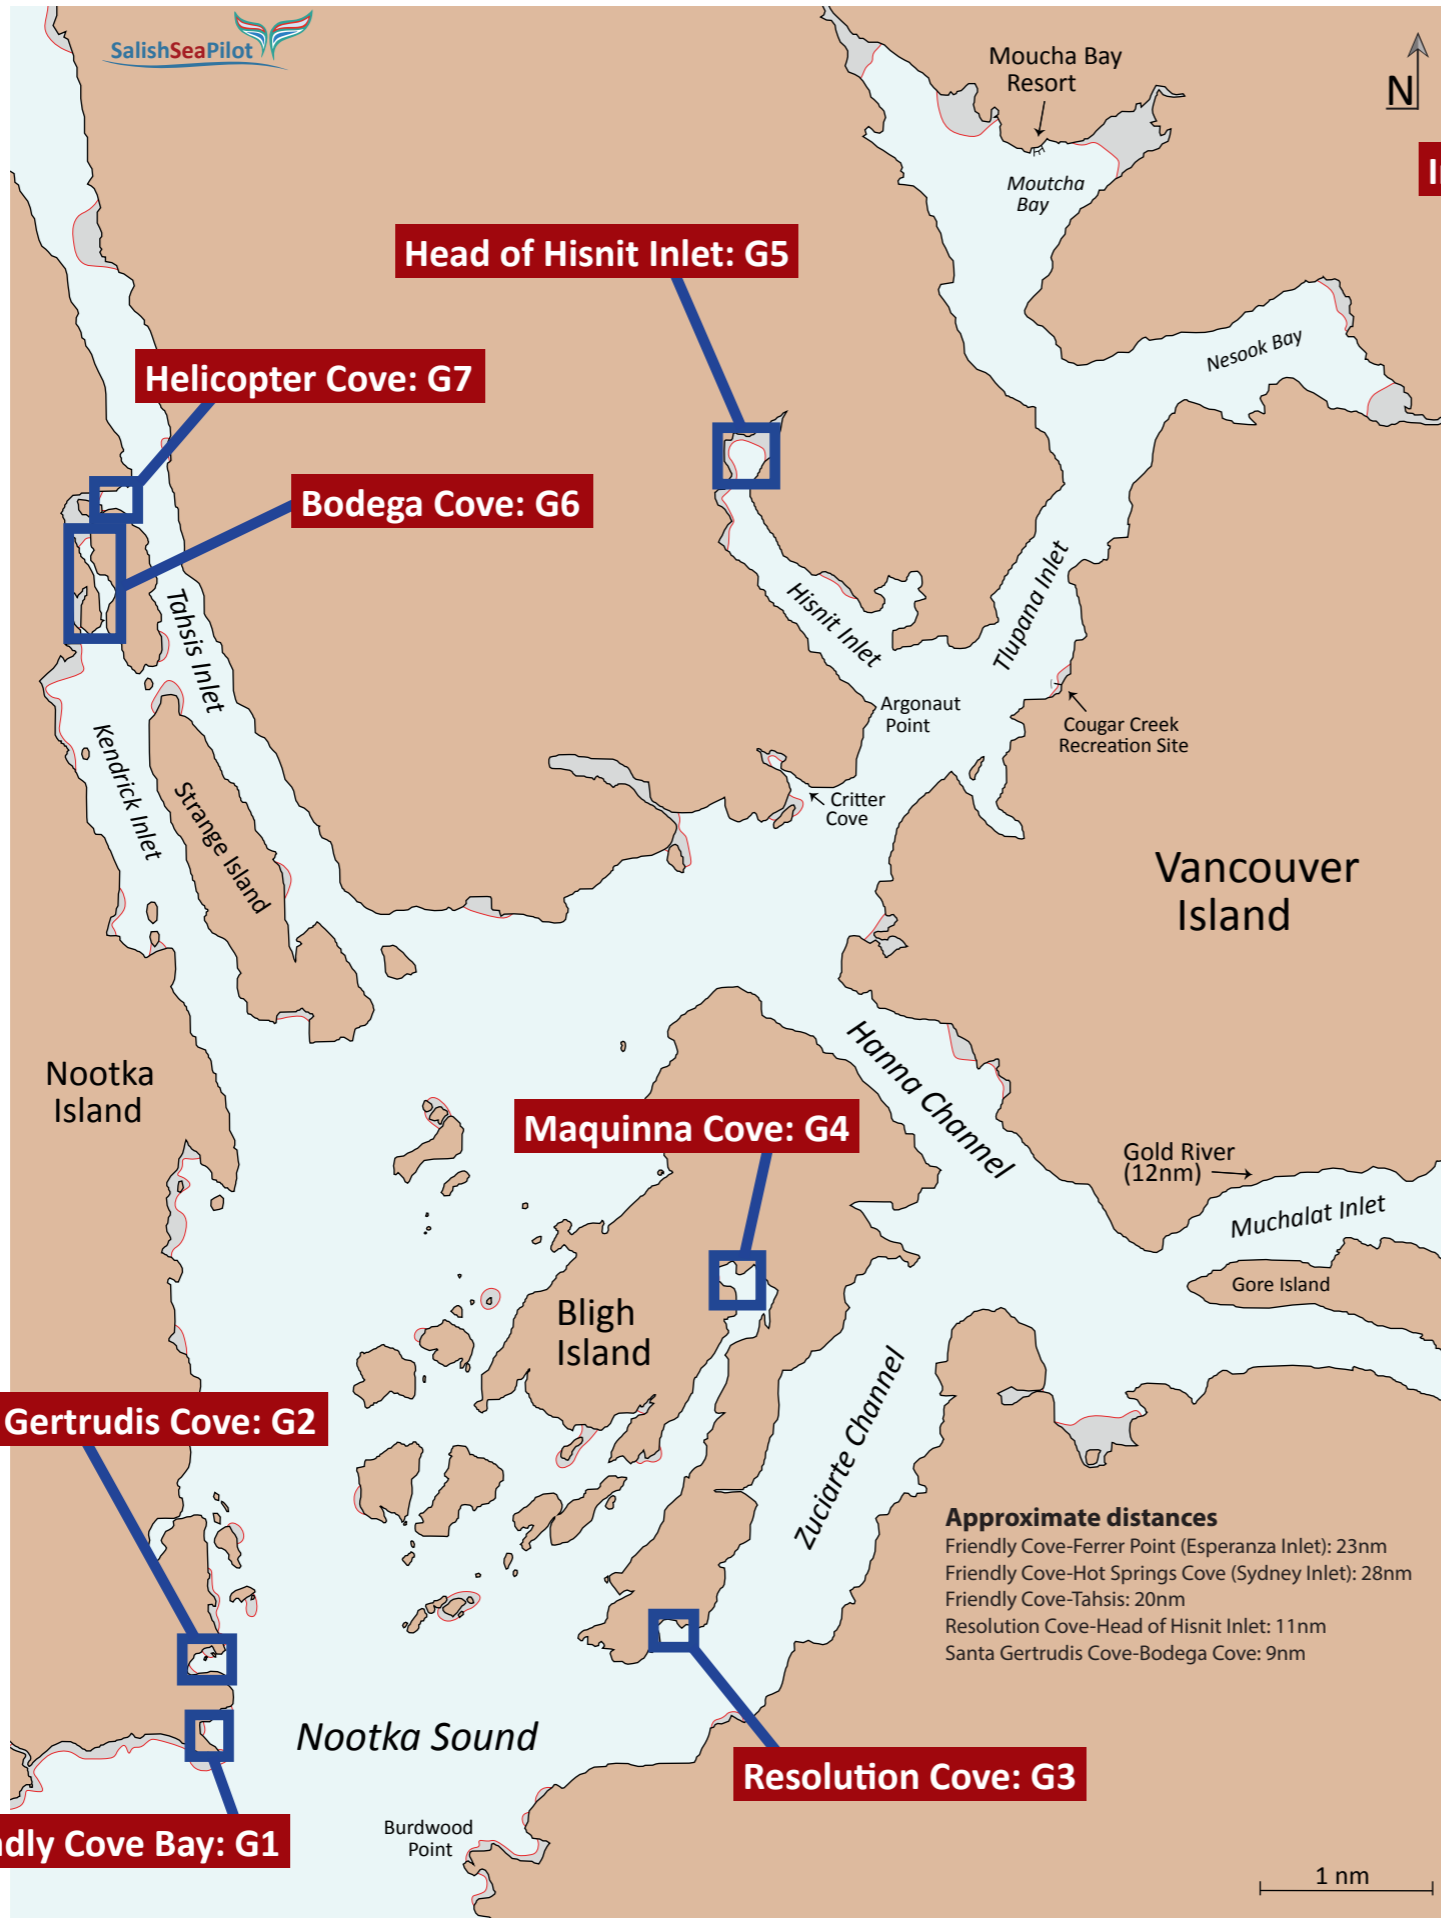 SalishSeaPilot
Moucha Bay
Resort
N
Moutcha
Bay
Head of Hisnit Inlet: G5
Nesook Bay
Helicopter Cove: G7
Bodega Cove: G6
Tahsis Inlet
Hisnit Inlet
Tlupana Inlet
Argonaut
Point
Cougar Creek
Recreation Site
Kendrick Inlet
Strange Island
Critter
Cove
Vancouver
Island
Nootka
Island
Hanna Channel
Maquinna Cove: G4
Gold River
(12nm)
Muchalat Inlet
Gore Island
Bligh
Island
Zuciarte Channel
Gertrudis Cove: G2
Approximate distances
Friendly Cove-Ferrer Point (Esperanza Inlet): 23nm
Friendly Cove-Hot Springs Cove (Sydney Inlet): 28nm
Friendly Cove-Tahsis: 20nm
Resolution Cove-Head of Hisnit Inlet: 11nm
Santa Gertrudis Cove-Bodega Cove: 9nm
Nootka Sound
Resolution Cove: G3
dly Cove Bay: G1
Burdwood
Point
1 nm